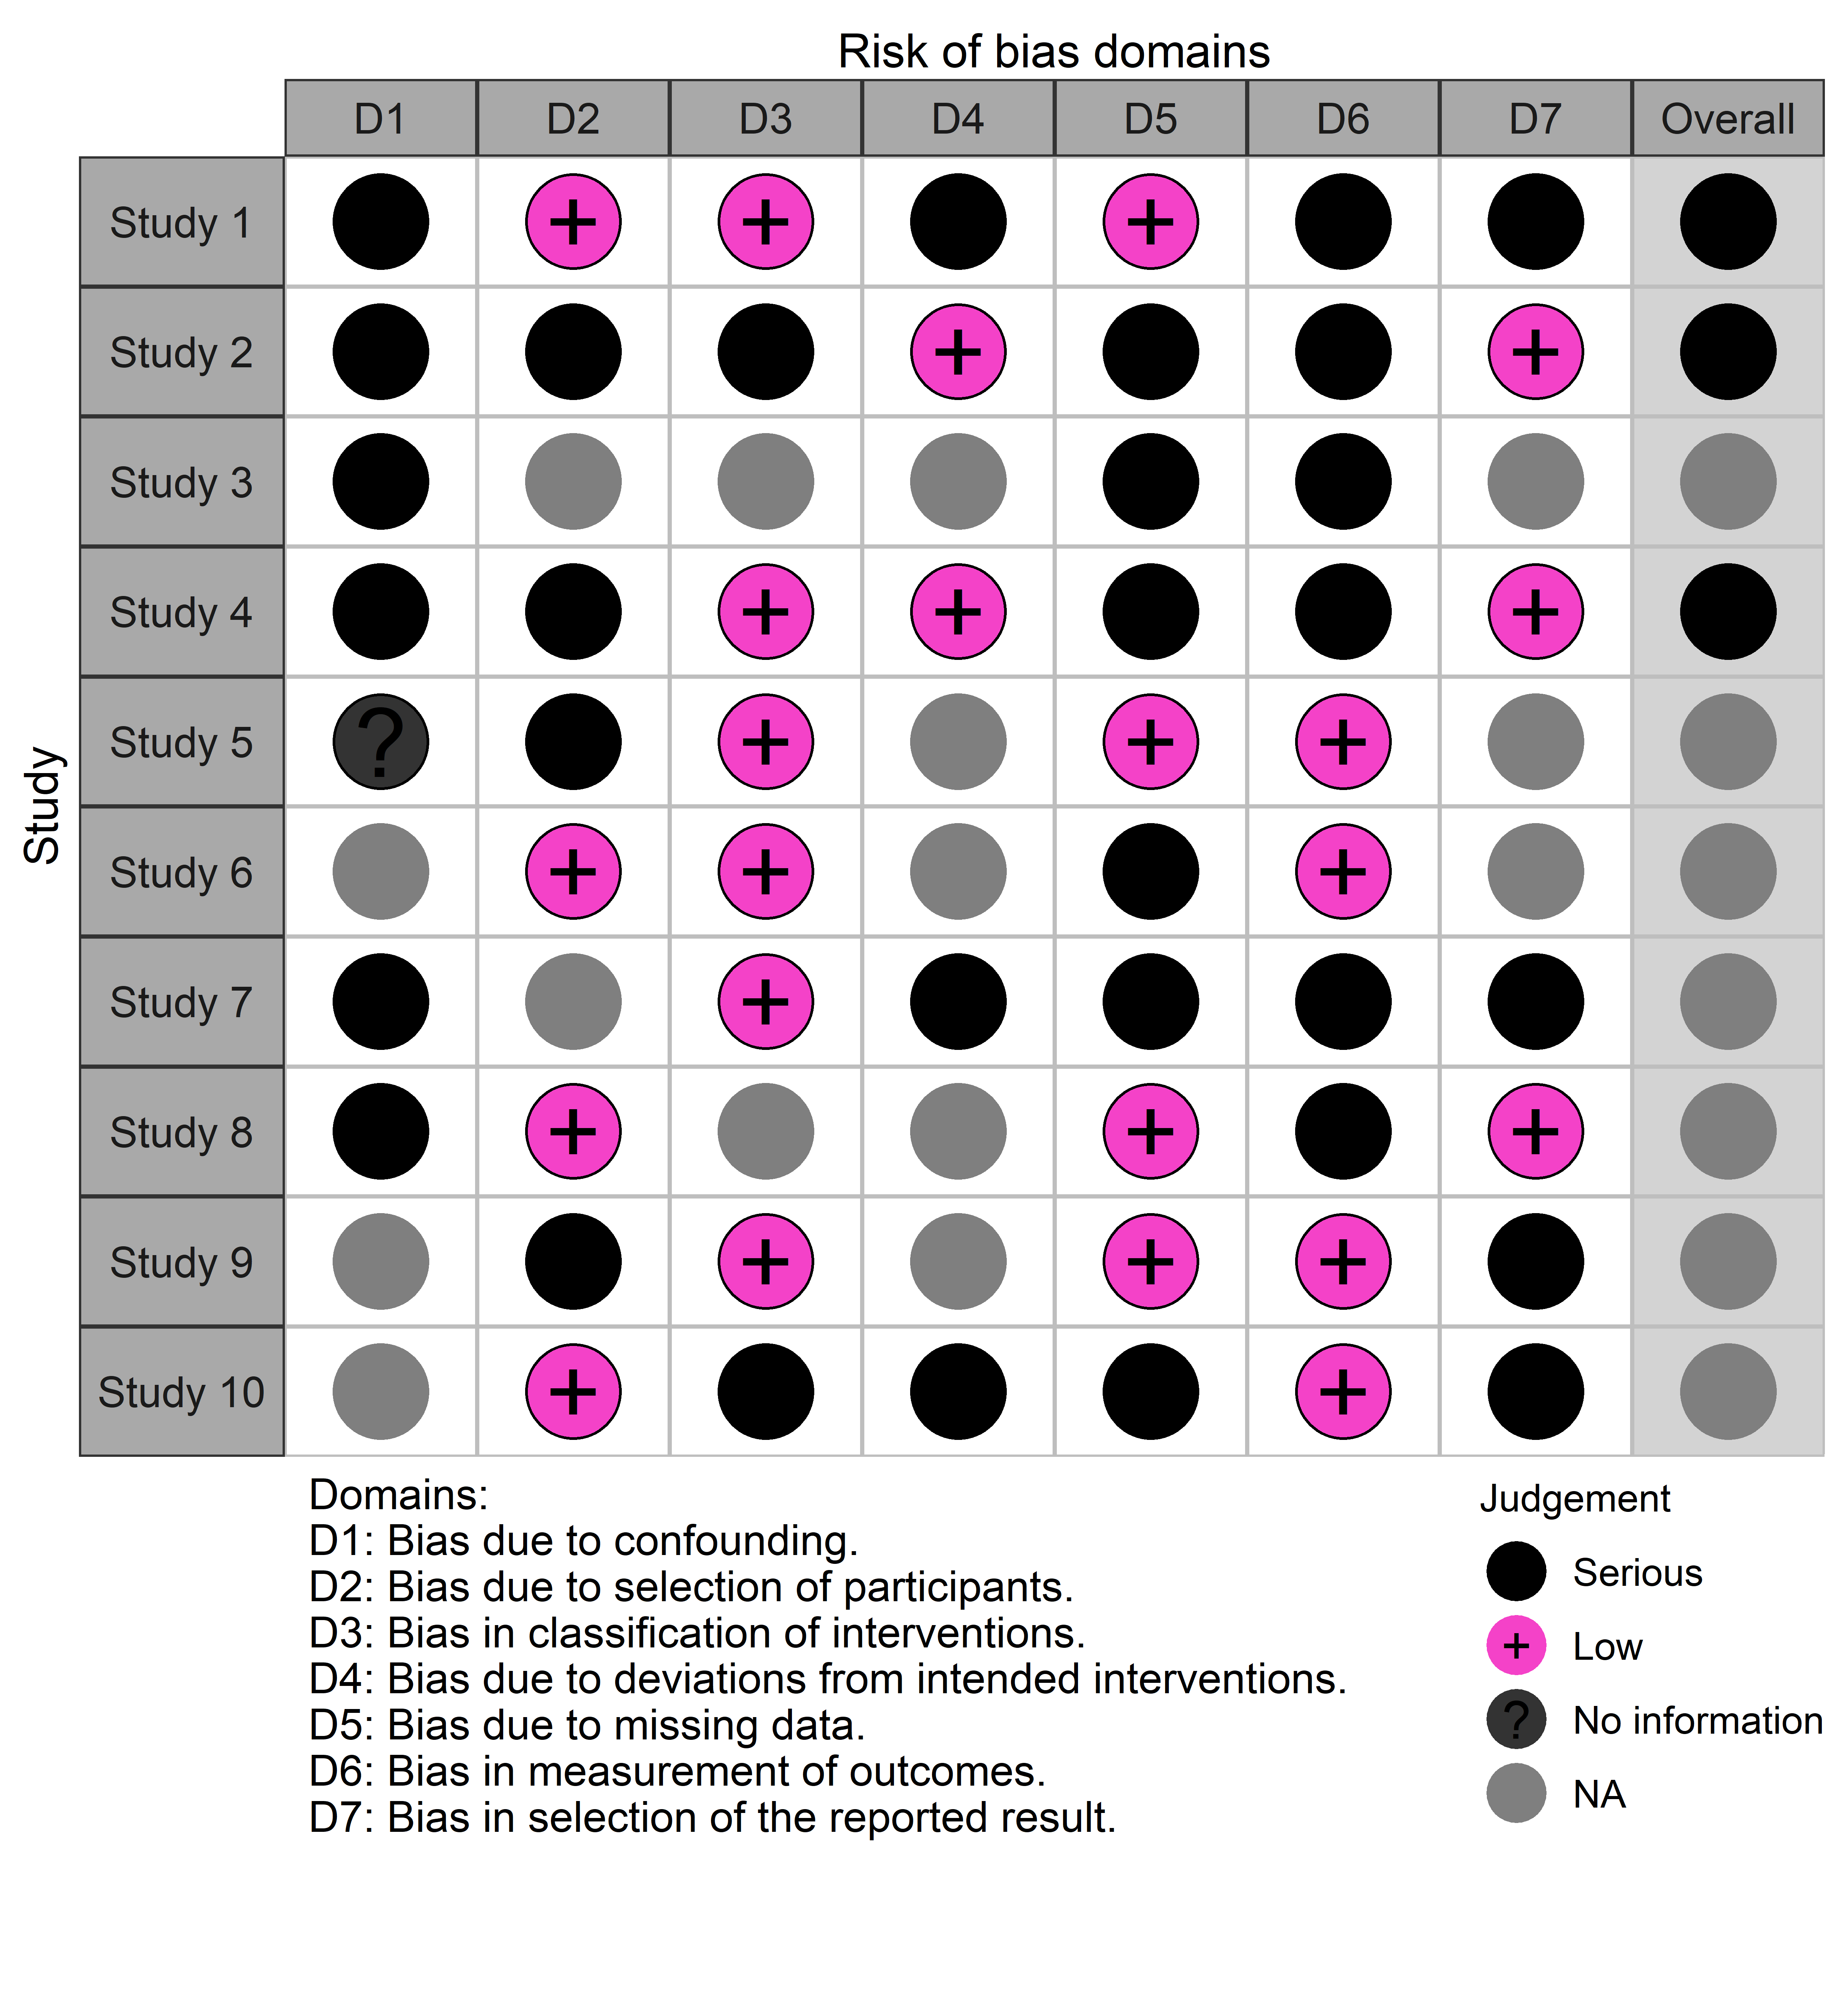 Risk of bias domains
D1 D2 D3 D4 D5 D6 D7 Overall
Study 1 + + +
Study 2 + +
Study 3
Study 4 + + +
Study 5 ? + + +
Study 6 + + +
Study 7 +
Study 8 + + +
Study 9 + + +
Study 10 + +
Study
Domains:
D1: Bias due to confounding.
D2: Bias due to selection of participants.
D3: Bias in classification of interventions.
D4: Bias due to deviations from intended interventions.
D5: Bias due to missing data.
D6: Bias in measurement of outcomes.
D7: Bias in selection of the reported result.
Judgement
Serious
+ Low
? No information
NA